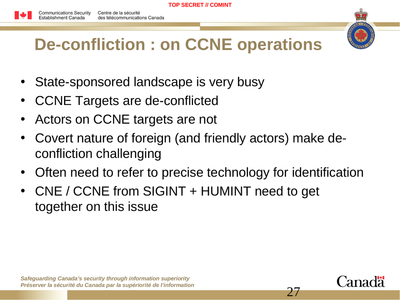 TOP SECRET // COMINT
Communications Security Centre de la sécurité
Establishment Canada des télécommunications Canada
De-confliction : on CCNE operations
• State-sponsored landscape is very busy
• CCNE Targets are de-conflicted
• Actors on CCNE targets are not
• Covert nature of foreign (and friendly actors) make de-
confliction challenging
• Often need to refer to precise technology for identification
• CNE / CCNE from SIGINT + HUMINT need to get
together on this issue
Safeguarding Canada's security through information superiority
Préserver la sécurité du Canada par la supériorité de l'information
27
Canada